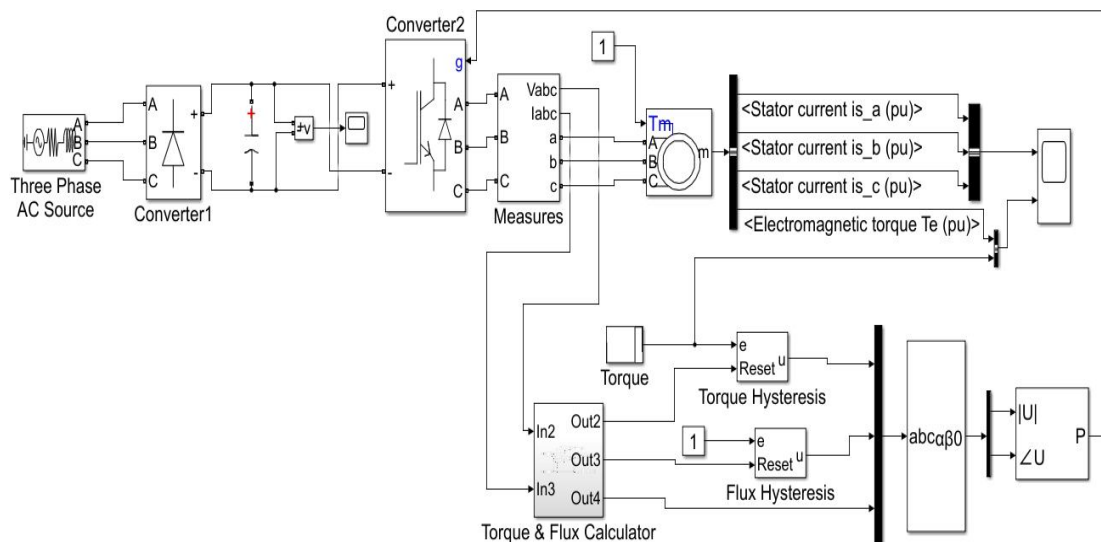 Converter2
g
A
B
C
Three Phase
AC Source
A
B
C
+
-
Converter1
+
+v
+
-
A
B
C
A
B
C
Vabc
Iabc
a
b
c
Measures
1
Tm
A
B
C
m
<Stator current is_a (pu)>
<Stator current is_b (pu)>
<Stator current is_c (pu)>
<Electromagnetic torque Te (pu)>
Torque
e
Reset
u
Torque Hysteresis
1
e
Reset
u
Flux Hysteresis
In2
In3
Out2
Out3
Out4
Torque & Flux Calculator
abcαβ0
|U|
∠U
P